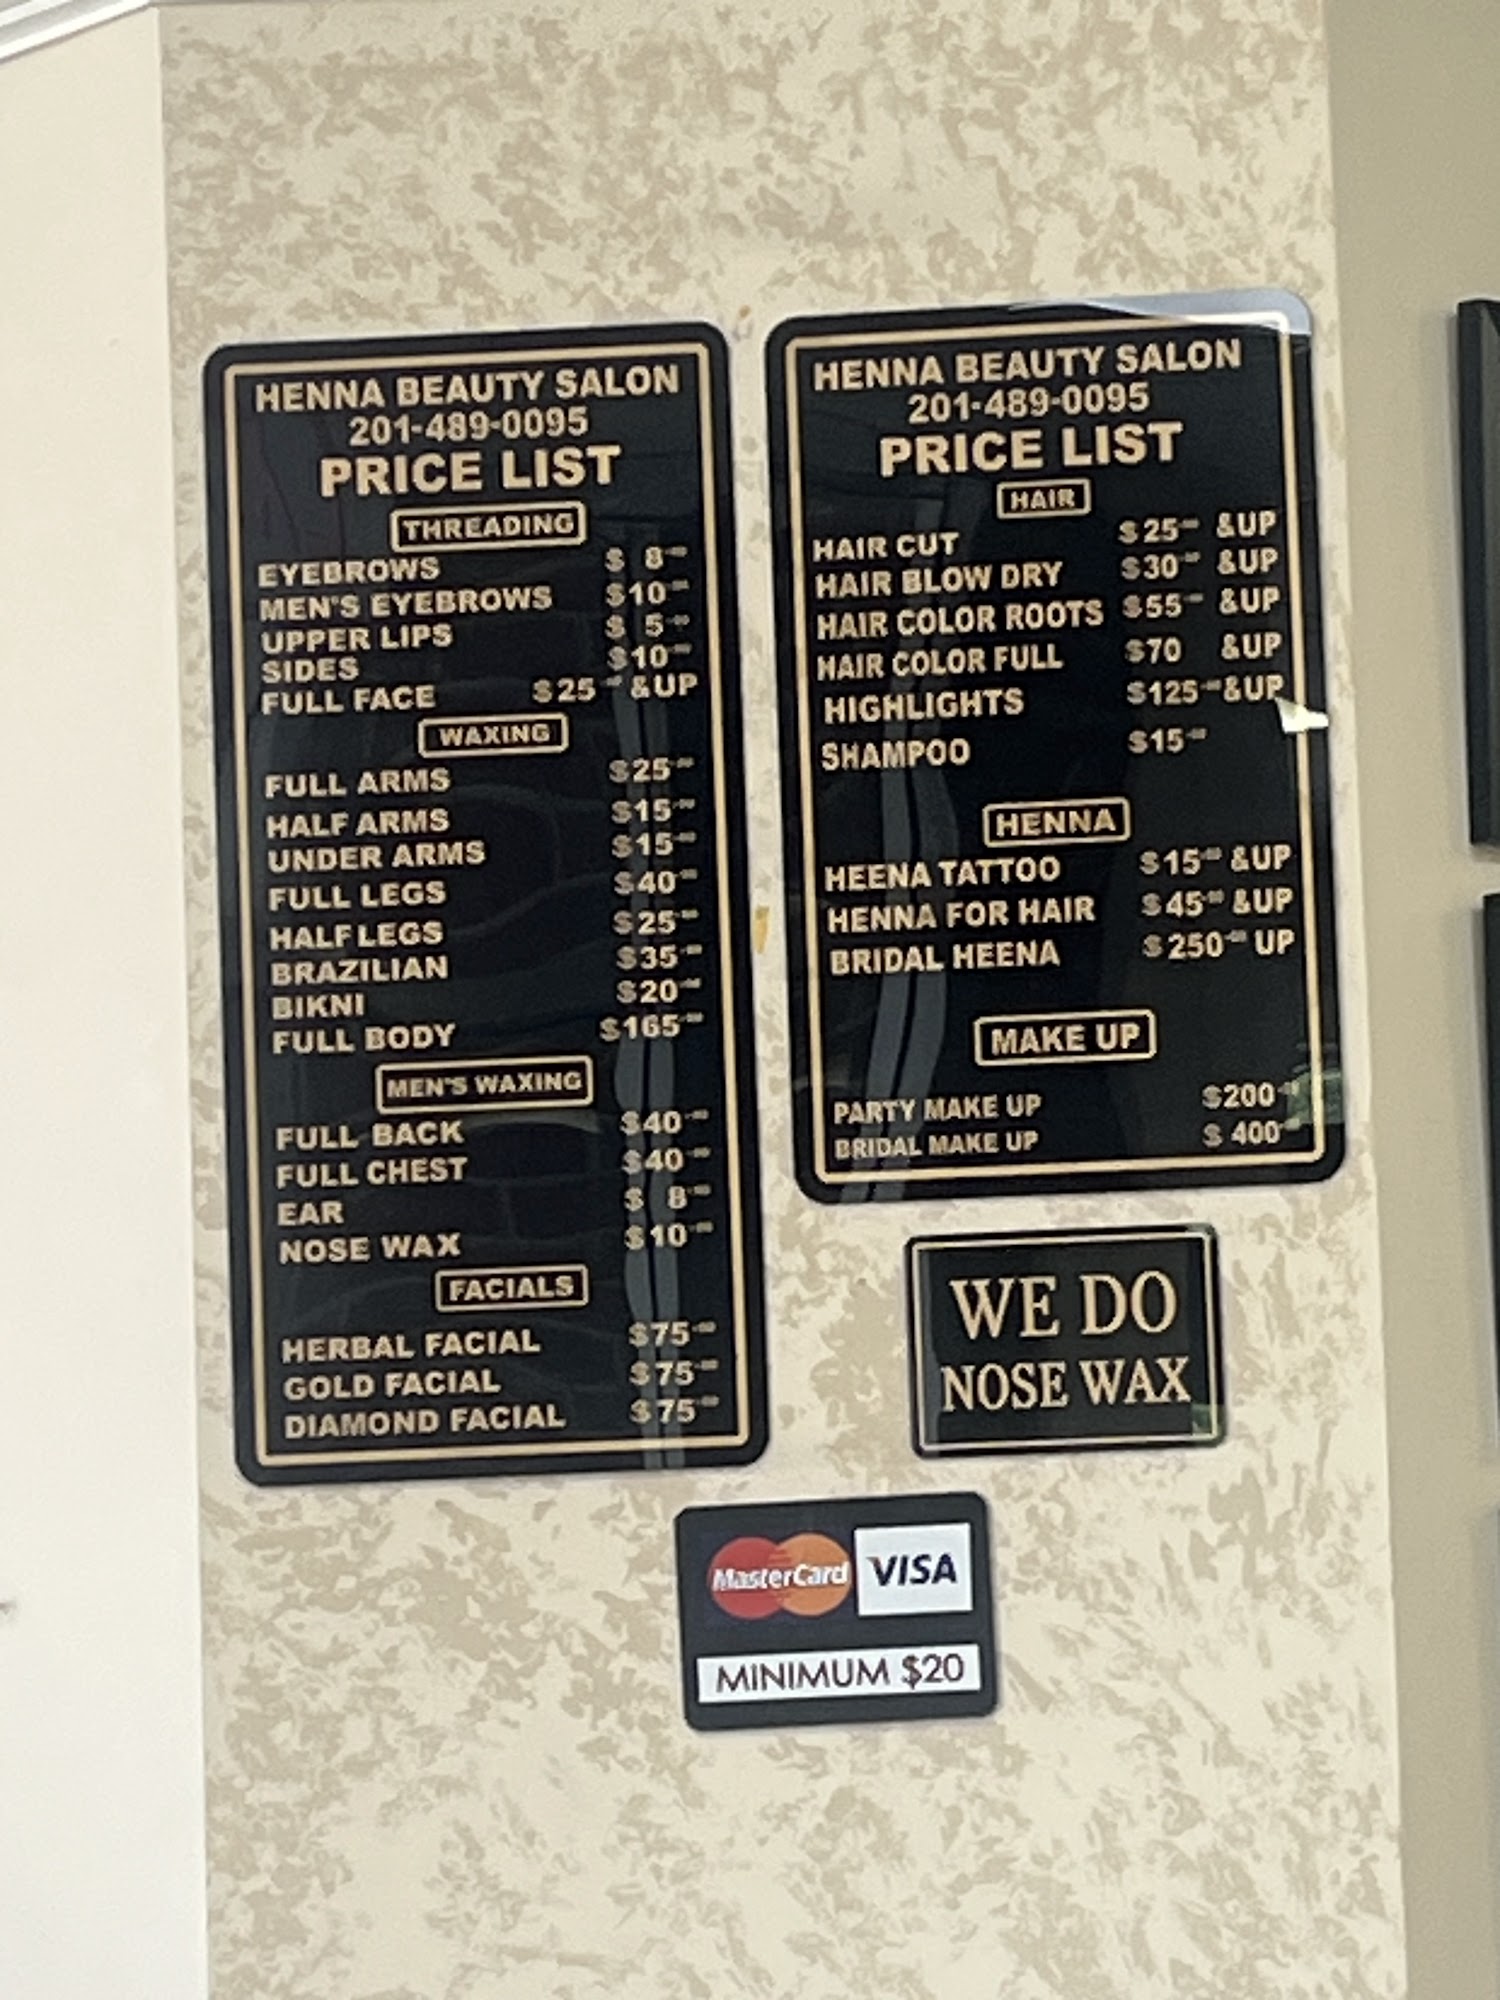 HENNA BEAUTY SALON
201-489-0095
PRICE LIST
THREADING
EYEBROWS $ 8.00
MEN'S EYEBROWS $10.00
UPPER LIPS $ 5.00
SIDES $10.00
FULL FACE $25.00 &UP
WAXING
FULL ARMS $25.00
HALF ARMS $15.00
UNDER ARMS $15.00
FULL LEGS $40.00
HALF LEGS $25.00
BRAZILIAN $35.00
BIKNI $20.00
FULL BODY $165.00
MEN'S WAXING
FULL BACK $40.00
FULL CHEST $40.00
EAR $ 8.00
NOSE WAX $10.00
FACIALS
HERBAL FACIAL $75.00
GOLD FACIAL $75.00
DIAMOND FACIAL $75.00
HENNA BEAUTY SALON
201-489-0095
PRICE LIST
HAIR
HAIR CUT $25.00 &UP
HAIR BLOW DRY $30.00 &UP
HAIR COLOR ROOTS $55.00 &UP
HAIR COLOR FULL $70 &UP
HIGHLIGHTS $125.00 &UP
SHAMPOO $15.00
HENNA
HEENA TATTOO $15.00 &UP
HENNA FOR HAIR $45.00 &UP
BRIDAL HEENA $250.00 UP
MAKE UP
PARTY MAKE UP $200.00
BRIDAL MAKE UP $ 400.00
WE DO
NOSE WAX
MasterCard VISA
MINIMUM $20